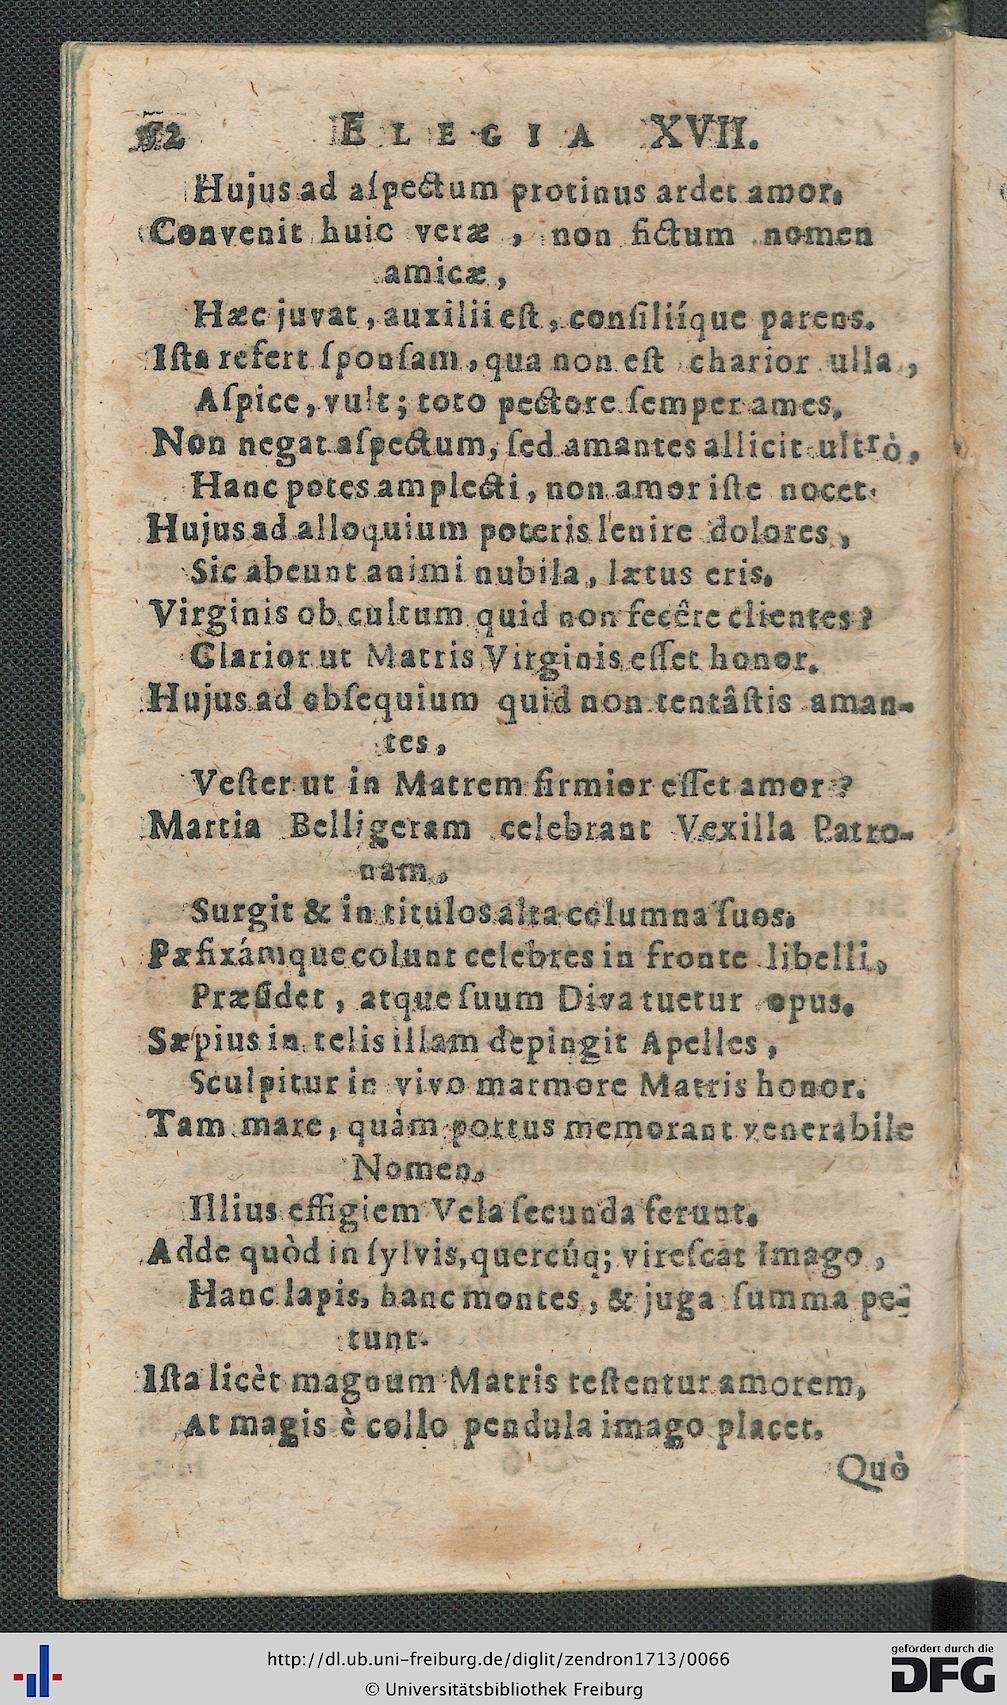 52 ELEGIA XVII.
Hujus ad aſpectum protinus ardet amor.
Convenit huic veræ, non fictum nomen
amicæ,
Hæc juvat, auxilii eſt, conſiliíque parens.
Iſta refert ſponſam, qua non eſt charior ulla,
Aſpice, vult; toto pectore ſemper ames.
Non negat aſpectum, ſed amantes allicit ultrò,
Hanc potes amplecti, non amor iſte nocet.
Hujus ad alloquium poteris lenire dolores,
Sic abeunt animi nubila, lætus eris.
Virginis ob cultum quid non fecêre clientes?
Clarior ut Matris Virginis eſſet honor.
Hujus ad obſequium quid non tentâſtis aman-
tes,
Veſter ut in Matrem firmior eſſet amor?
Martia Belligeram celebrant Vexilla Patro-
nam,
Surgit & in titulos alta columna ſuos.
Pæfixámque colunt celebres in fronte libelli,
Præſidet, atque ſuum Diva tuetur opus.
Sæpius in telis illam depingit Apelles,
Sculpitur in vivo marmore Matris honor.
Tam mare, quàm portus memorant venerabile
Nomen,
Illius effigiem Vela ſecunda ferunt.
Adde quòd in ſylvis, quercúq; vireſcat Imago,
Hanc lapis, hanc montes, & juga ſumma pe-
tunt.
Iſta licèt magnum Matris teſtentur amorem,
At magis è collo pendula imago placet.
Quò
http://dl.ub.uni-freiburg.de/diglit/zendron1713/0066
© Universitätsbibliothek Freiburg
gefördert durch die
DFG